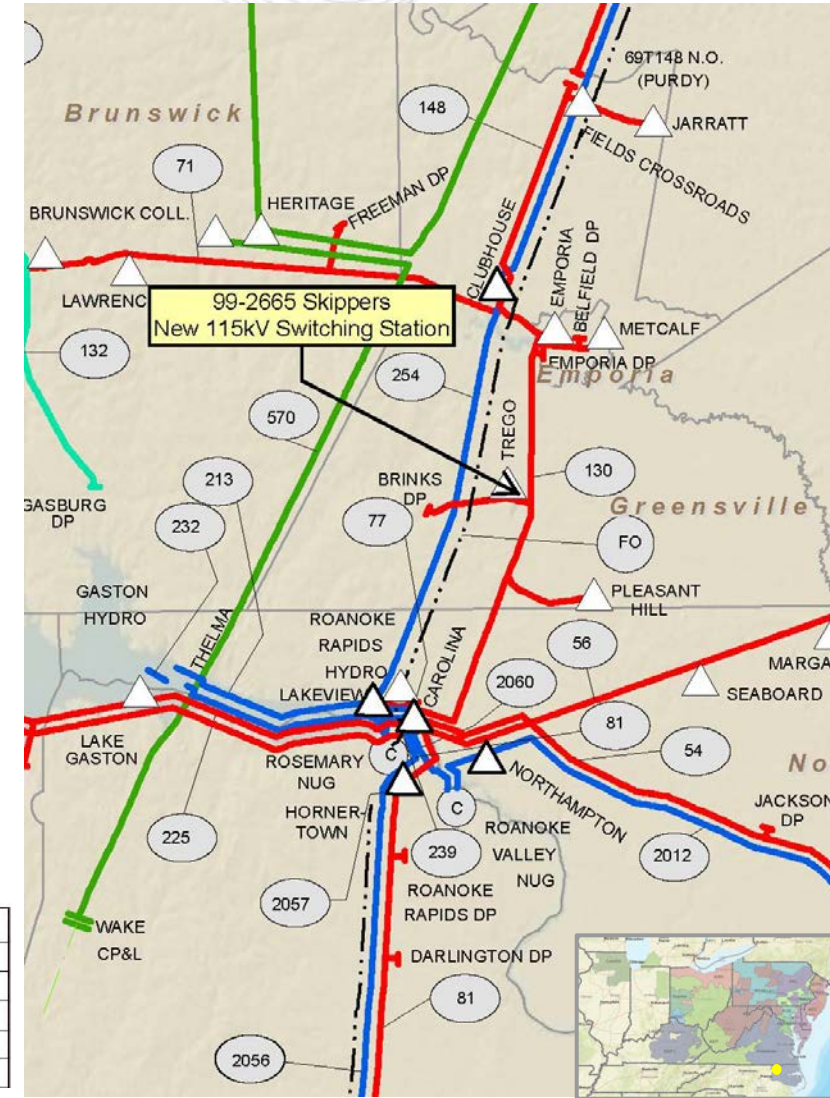 69T148 N.O.
(PURDY)
Brunswick
148
JARRATT
FIELDS CROSSROADS
71
HERITAGE
FREEMAN DP
BRUNSWICK COLL.
CLUBHOUSE
EMPORIA
BELFIELD DP
LAWRENC
99-2665 Skippers
New 115kV Switching Station
METCALF
132
EMPORIA DP
Emporia
254
570
TREGO
213
BRINKS
DP
130
GASBURG
DP
77
Greensville
232
FO
GASTON
HYDRO
PLEASANT
HILL
THELMA
ROANOKE
RAPIDS
HYDRO
56
CAROLINA
MARGA
LAKEVIEW
2060
SEABOARD
81
LAKE
GASTON
C
54
ROSEMARY
NUG
No
NORTHAMPTON
HORNER-
TOWN
C
JACKSON
DP
225
239
ROANOKE
VALLEY
NUG
2012
2057
ROANOKE
RAPIDS DP
WAKE
CP&L
DARLINGTON DP
81
2056